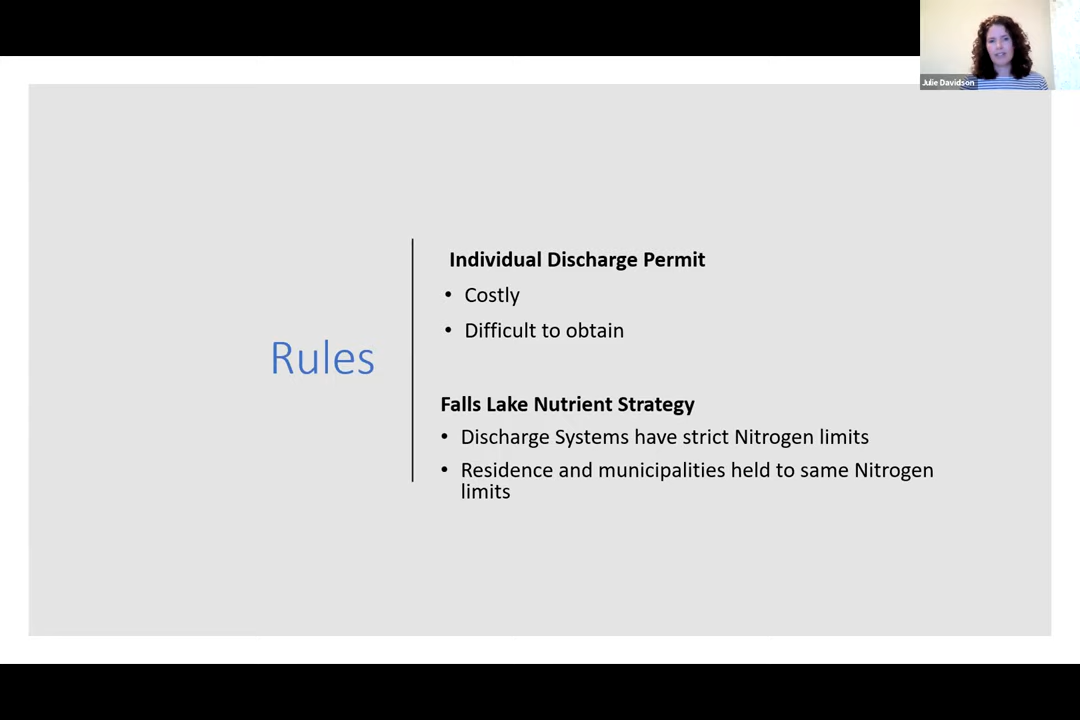 Julie Davidson
Rules
Individual Discharge Permit
• Costly
• Difficult to obtain
Falls Lake Nutrient Strategy
• Discharge Systems have strict Nitrogen limits
• Residence and municipalities held to same Nitrogen
limits